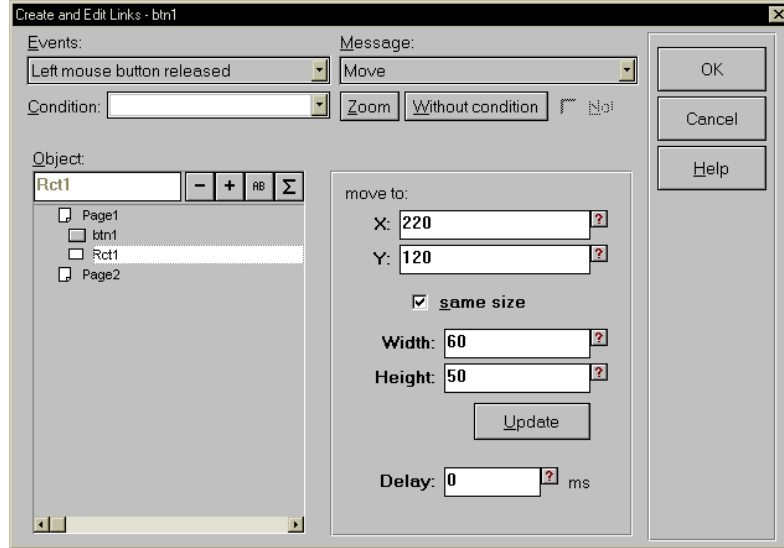 Create and Edit Links - btn1
Events:
Left mouse button released
Message:
Move
Condition:
Zoom
Without condition
Not
OK
Cancel
Help
Object:
Rct1
− + AB Σ
Page1
btn1
Rct1
Page2
move to:
X: 220 ?
Y: 120 ?
same size
Width: 60 ?
Height: 50 ?
Update
Delay: 0 ? ms